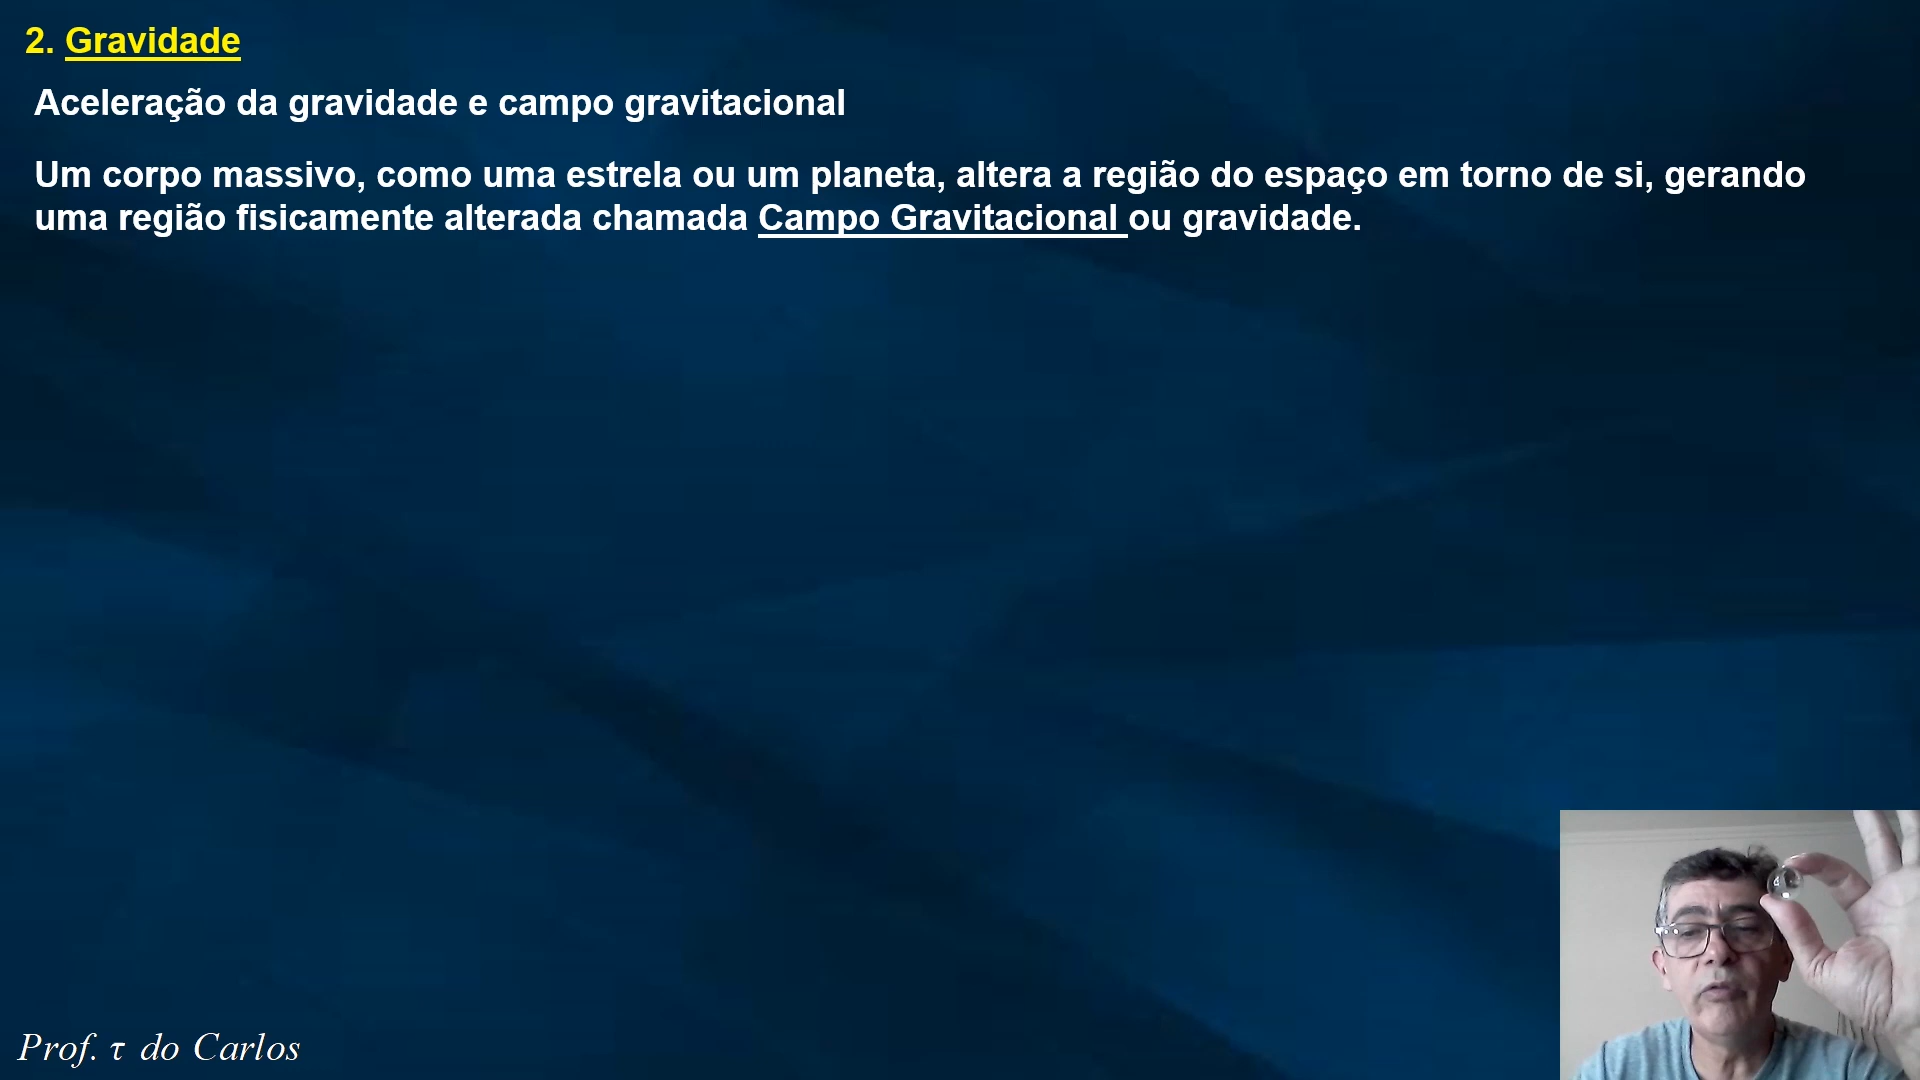 2. Gravidade
Aceleração da gravidade e campo gravitacional
Um corpo massivo, como uma estrela ou um planeta, altera a região do espaço em torno de si, gerando
uma região fisicamente alterada chamada Campo Gravitacional ou gravidade.
Prof. τ do Carlos